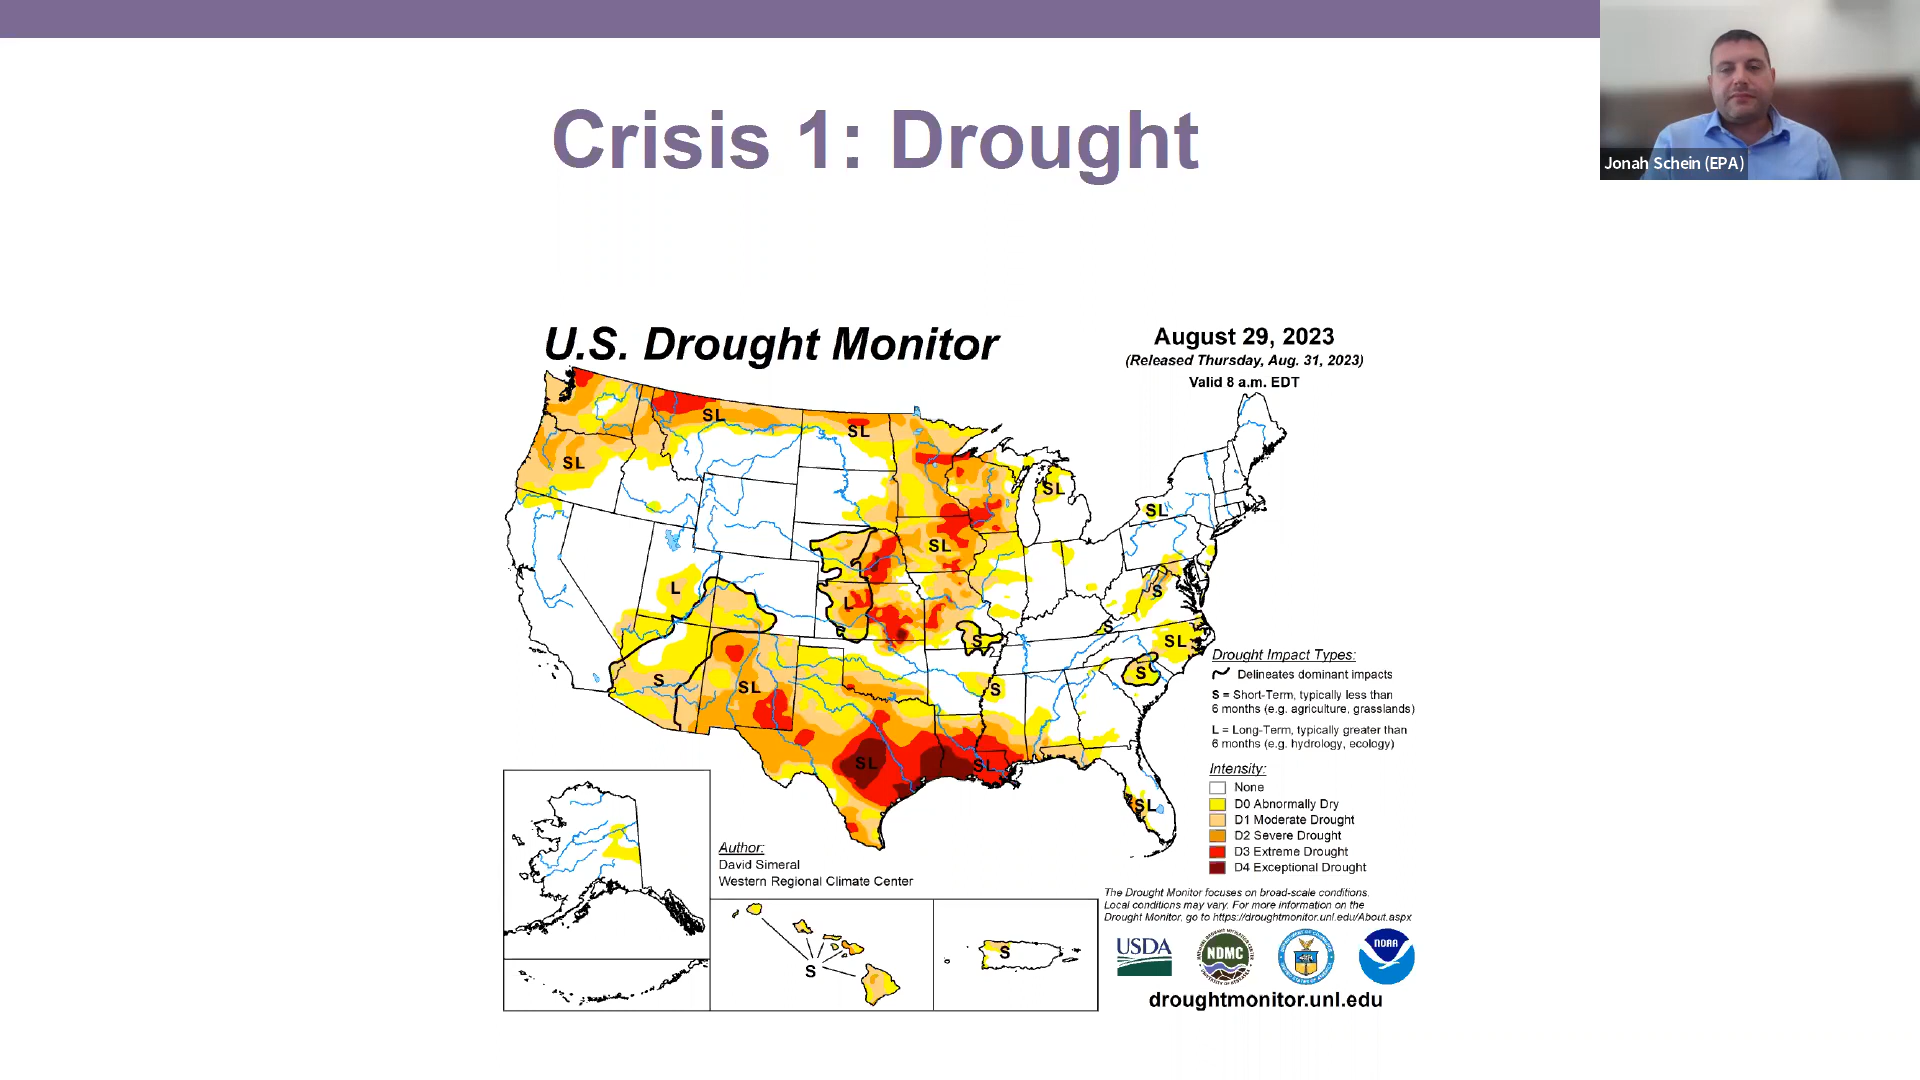 Crisis 1: Drought
Jonah Schein (EPA)
U.S. Drought Monitor
August 29, 2023
(Released Thursday, Aug. 31, 2023)
Valid 8 a.m. EDT
SL
SL
SL
SL
SL
SL
L
L
S
S
S
SL
S
SL
S
S
SL
SL
SL
SL
Drought Impact Types:
Delineates dominant impacts
S = Short-Term, typically less than
6 months (e.g. agriculture, grasslands)
L = Long-Term, typically greater than
6 months (e.g. hydrology, ecology)
Intensity:
None
D0 Abnormally Dry
D1 Moderate Drought
D2 Severe Drought
D3 Extreme Drought
D4 Exceptional Drought
Author:
David Simeral
Western Regional Climate Center
S
S
The Drought Monitor focuses on broad-scale conditions.
Local conditions may vary. For more information on the
Drought Monitor, go to https://droughtmonitor.unl.edu/About.aspx
USDA
NDMC
NOAA
droughtmonitor.unl.edu